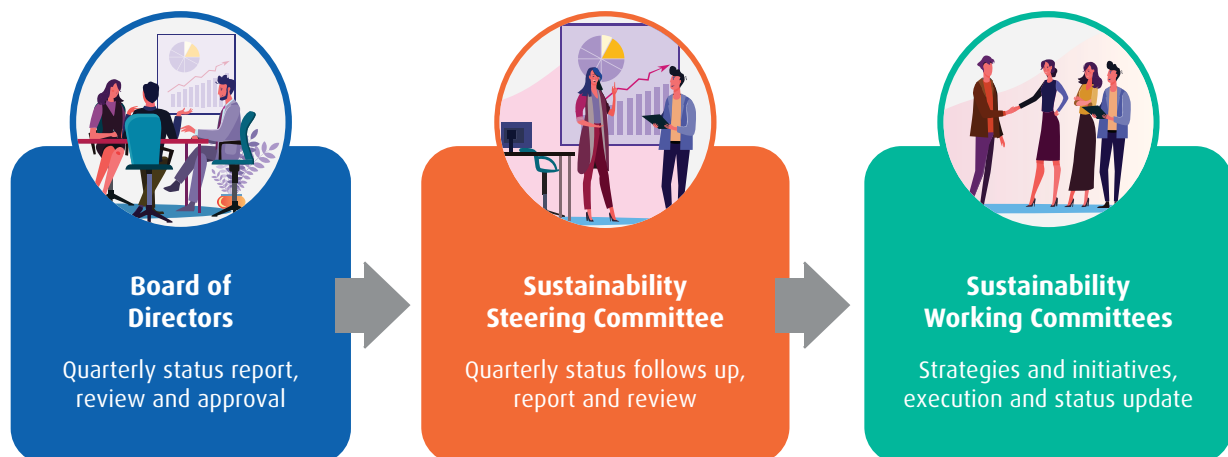 Board of
Directors
Quarterly status report,
review and approval
Sustainability
Steering Committee
Quarterly status follows up,
report and review
Sustainability
Working Committees
Strategies and initiatives,
execution and status update